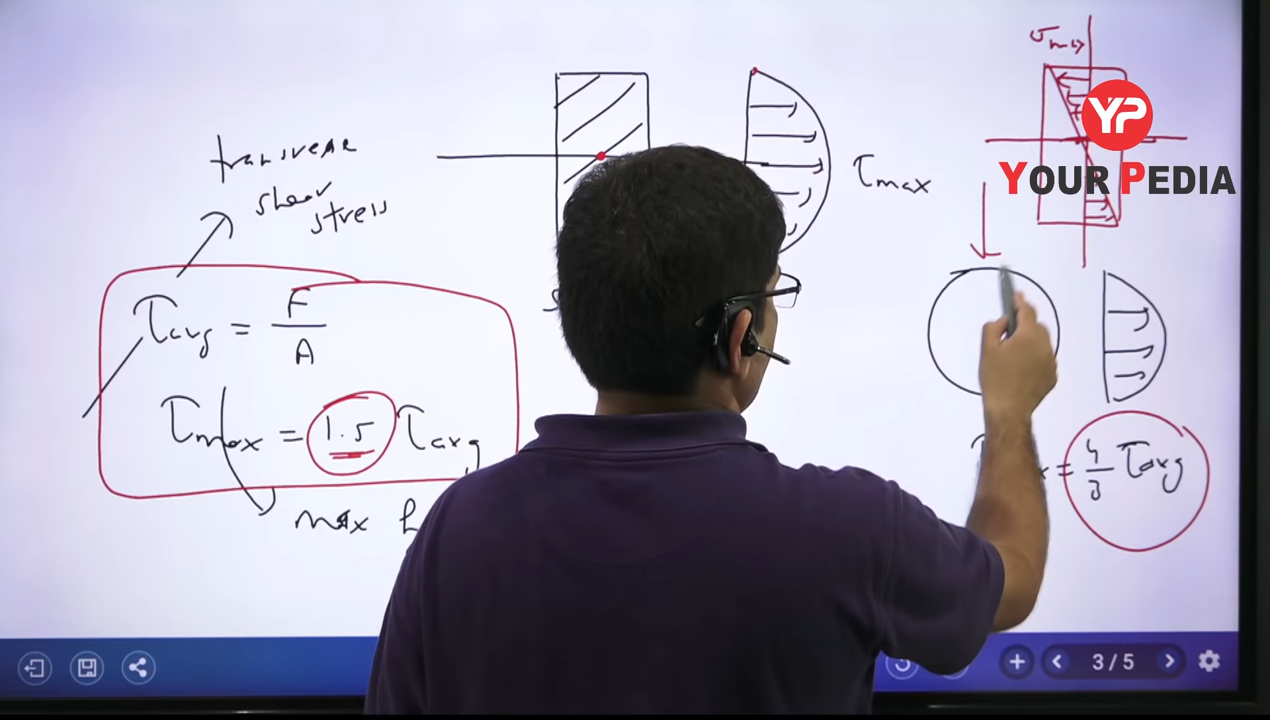 σmax
YP
YOUR PEDIA
transverse
shear
stress
τmax
τavg = F/A
τmax = 1.5 τavg
max
= 4/3 τavg
3/5